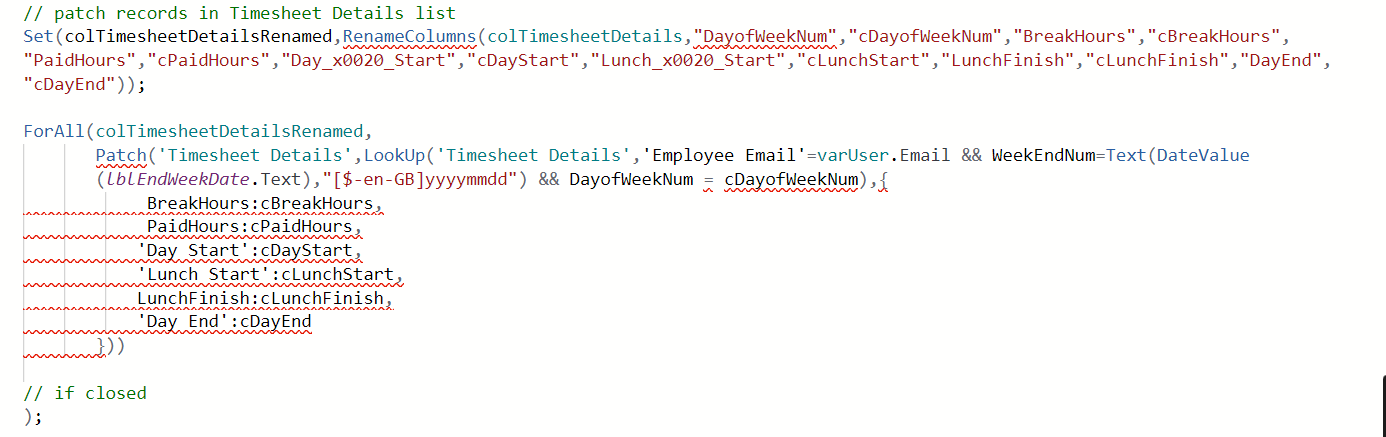 // patch records in Timesheet Details list
Set(colTimesheetDetailsRenamed,RenameColumns(colTimesheetDetails,"DayofWeekNum","cDayofWeekNum","BreakHours","cBreakHours",
"PaidHours","cPaidHours","Day_x0020_Start","cDayStart","Lunch_x0020_Start","cLunchStart","LunchFinish","cLunchFinish","DayEnd",
"cDayEnd"));
ForAll(colTimesheetDetailsRenamed,
Patch('Timesheet Details',LookUp('Timesheet Details','Employee Email'=varUser.Email && WeekEndNum=Text(DateValue
(lblEndWeekDate.Text),"[$-en-GB]yyyymmdd") && DayofWeekNum = cDayofWeekNum),{
BreakHours:cBreakHours,
PaidHours:cPaidHours,
'Day Start':cDayStart,
'Lunch Start':cLunchStart,
LunchFinish:cLunchFinish,
'Day End':cDayEnd
}))
// if closed
);